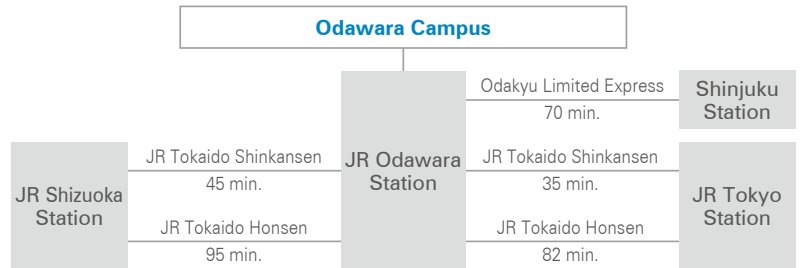 Odawara Campus
Odakyu Limited Express
70 min.
Shinjuku
Station
JR Tokaido Shinkansen
45 min.
JR Odawara
Station
JR Tokaido Shinkansen
35 min.
JR Shizuoka
Station
JR Tokyo
Station
JR Tokaido Honsen
95 min.
JR Tokaido Honsen
82 min.